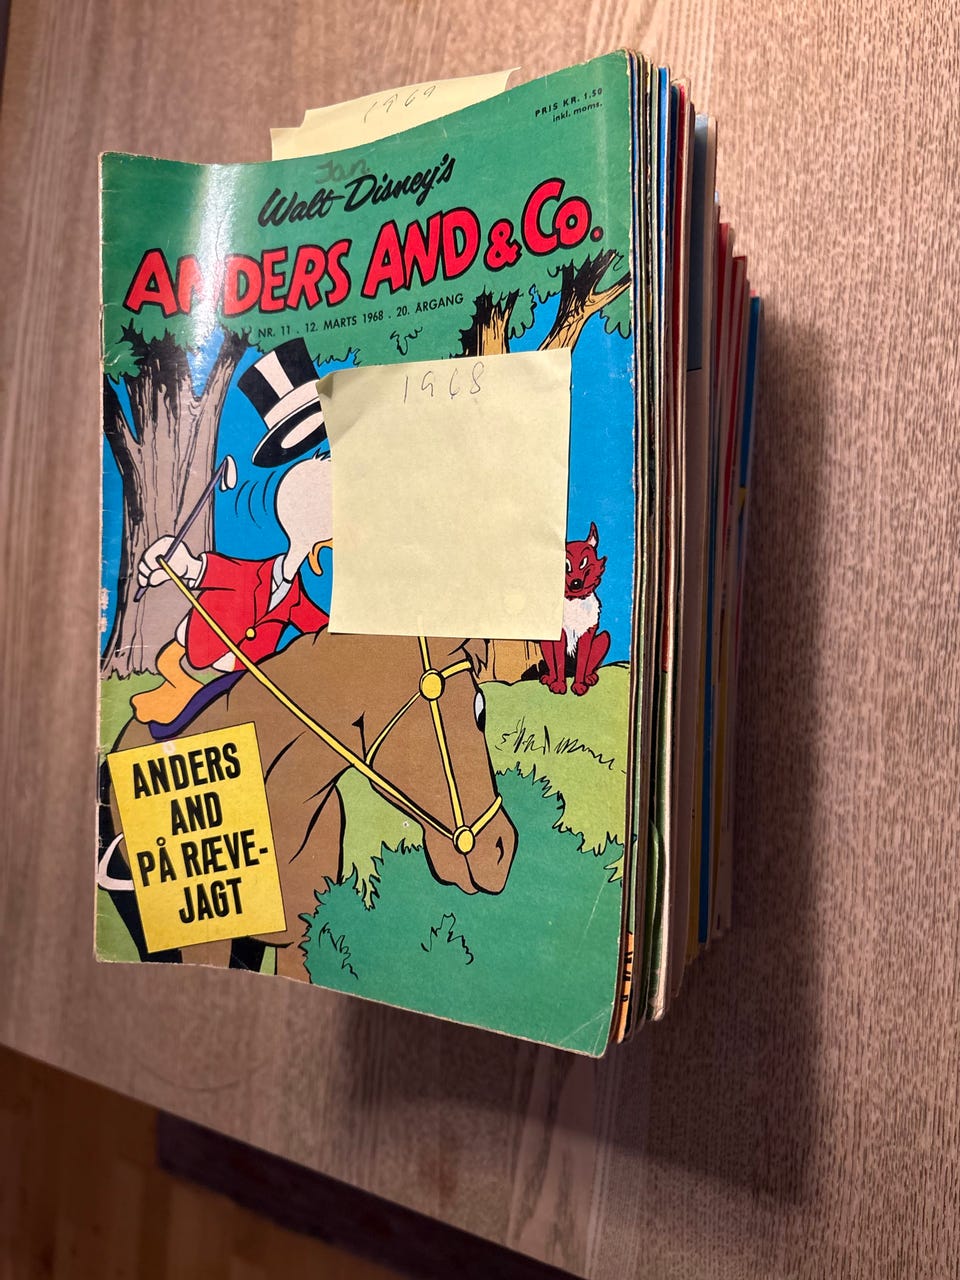 1969
PRIS KR. 1.50
inkl. moms.
Jan
Walt Disney's
ANDERS AND & Co.
NR. 11 . 12. MARTS 1968 . 20. ÅRGANG
1968
ANDERS
AND
PÅ RÆVE-
JAGT